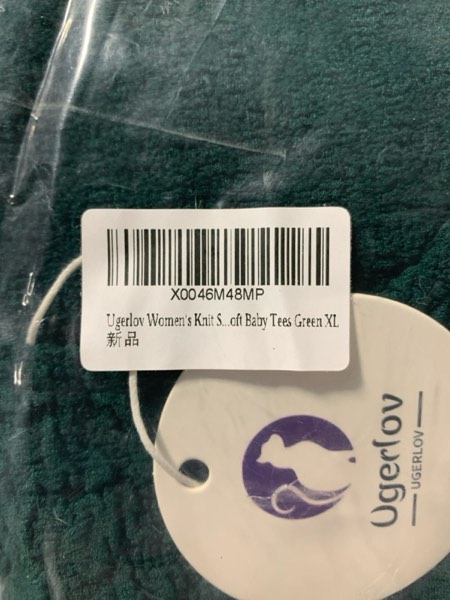 X0046M48MP
Ugerlov Women's Knit S...oft Baby Tees Green XL
新品
Ugerlov
UGERLOV